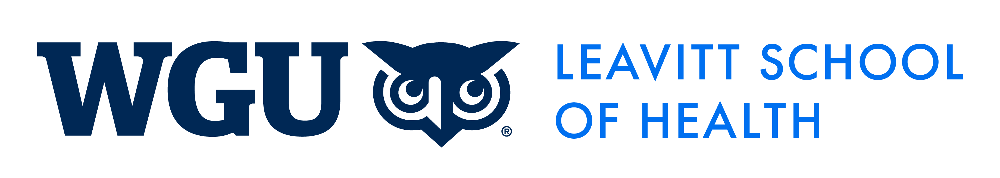 WGU
®
LEAVITT SCHOOL
OF HEALTH